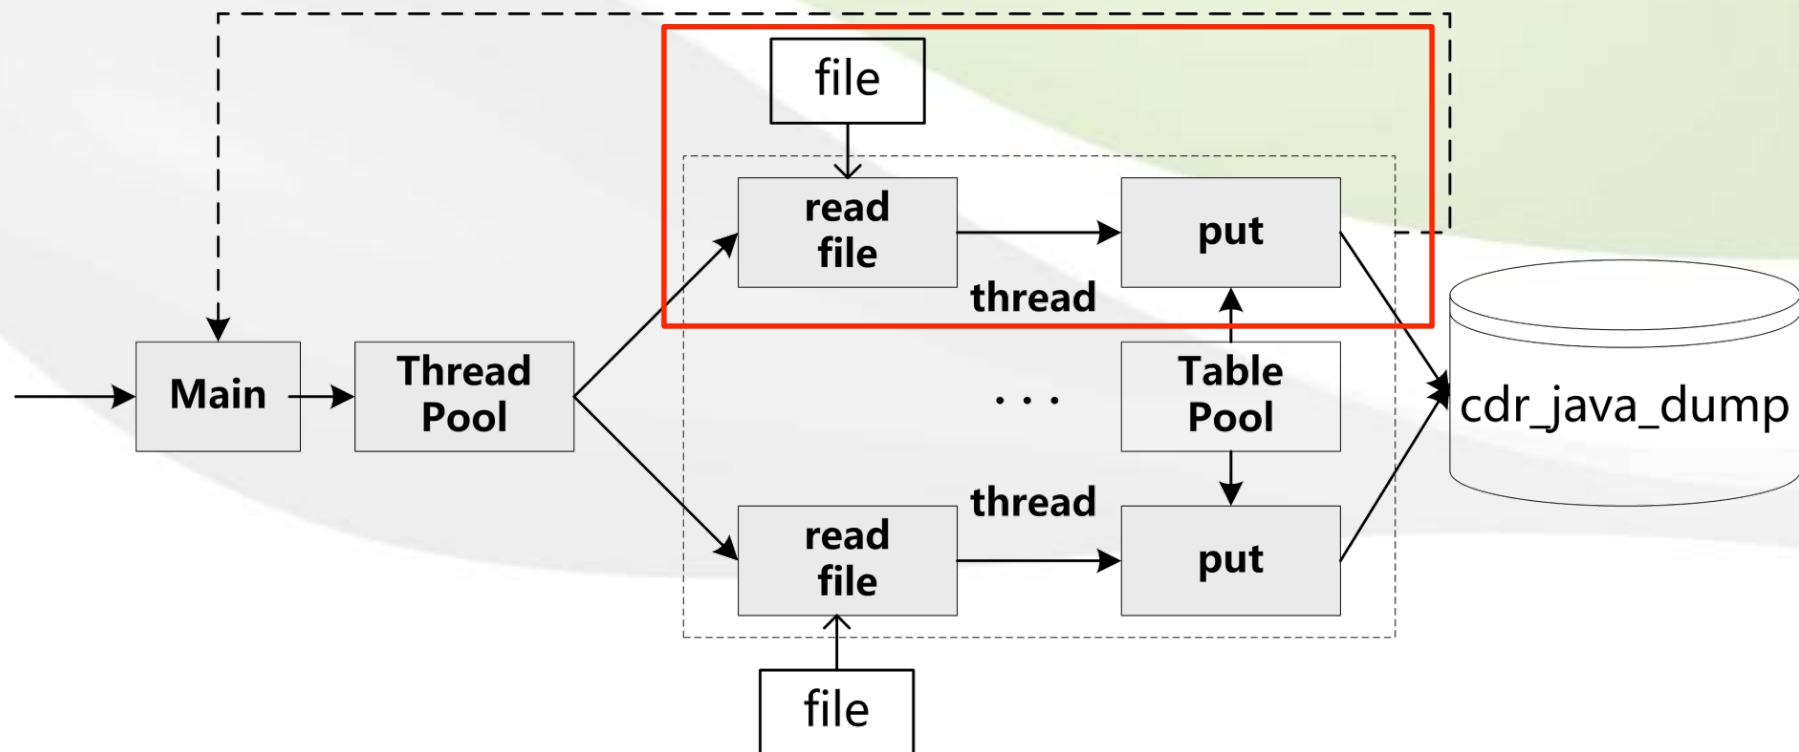 file
read
file
put
thread
Main
Thread
Pool
...
Table
Pool
cdr_java_dump
thread
read
file
put
file